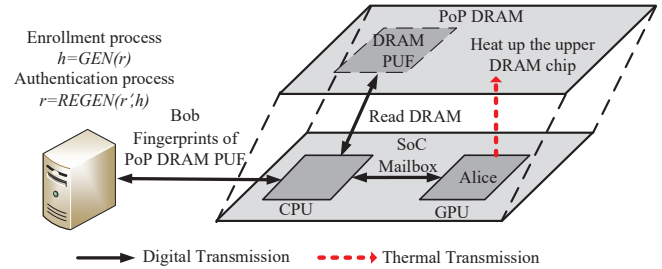 PoP DRAM
Enrollment process
h=GEN(r)
Authentication process
r=REGEN(r′,h)
DRAM
PUF
Heat up the upper
DRAM chip
Bob
Fingerprints of
PoP DRAM PUF
Read DRAM
SoC
Mailbox
Alice
CPU
GPU
Digital Transmission
Thermal Transmission